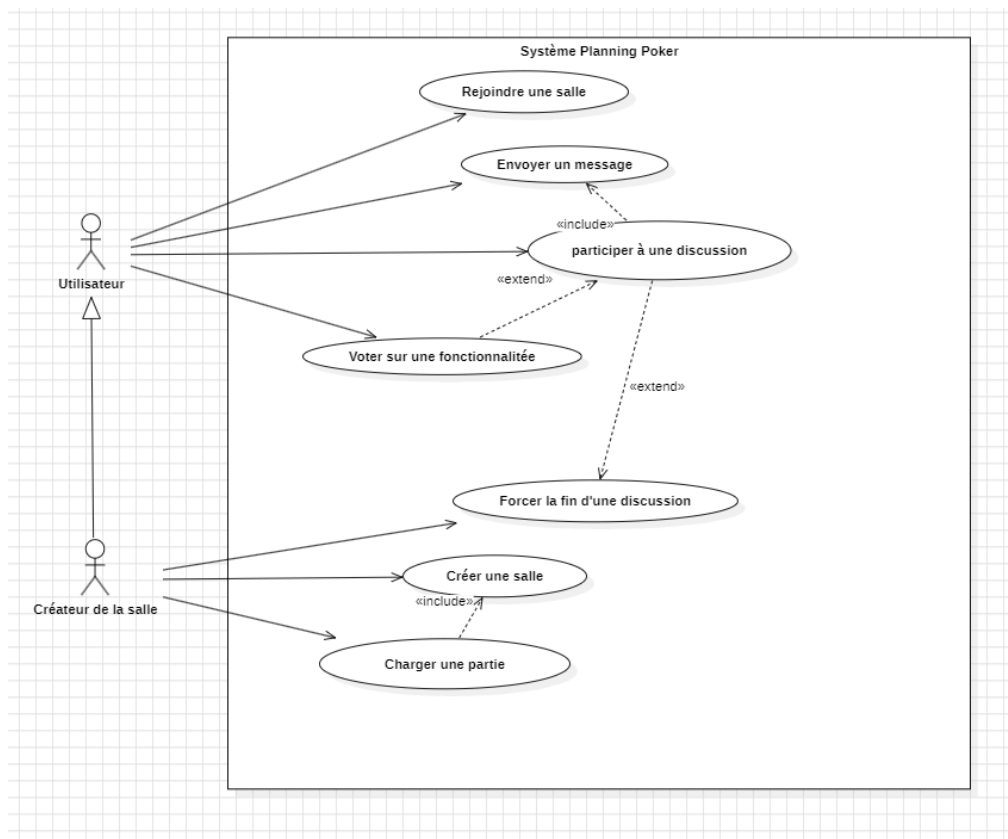 Système Planning Poker
Rejoindre une salle
Envoyer un message
«include»
participer à une discussion
Utilisateur
«extend»
Voter sur une fonctionnalitée
«extend»
Forcer la fin d'une discussion
Créer une salle
«include»
Créateur de la salle
Charger une partie